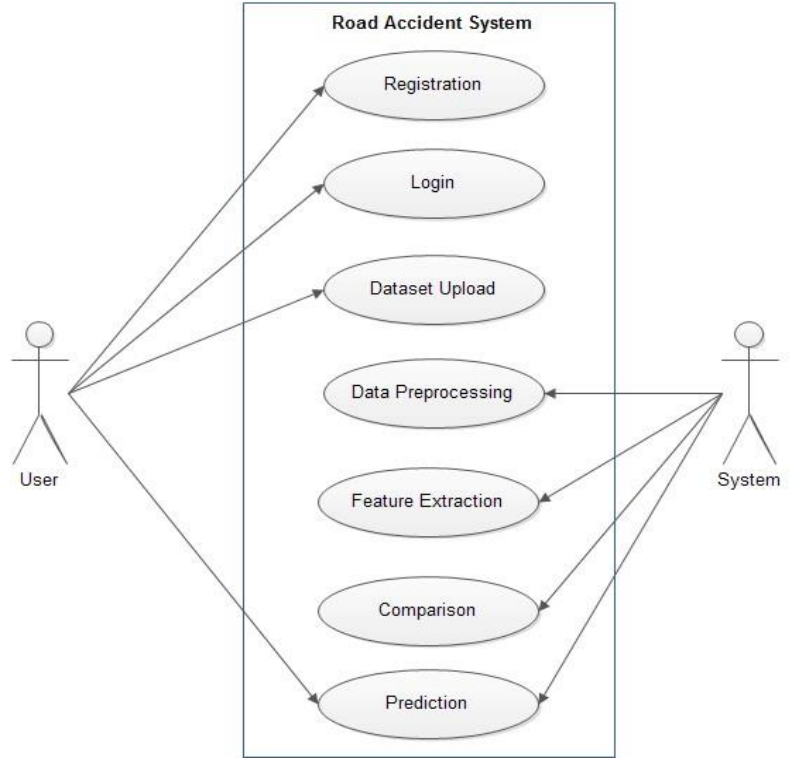 Road Accident System
Registration
Login
Dataset Upload
Data Preprocessing
Feature Extraction
Comparison
Prediction
User
System